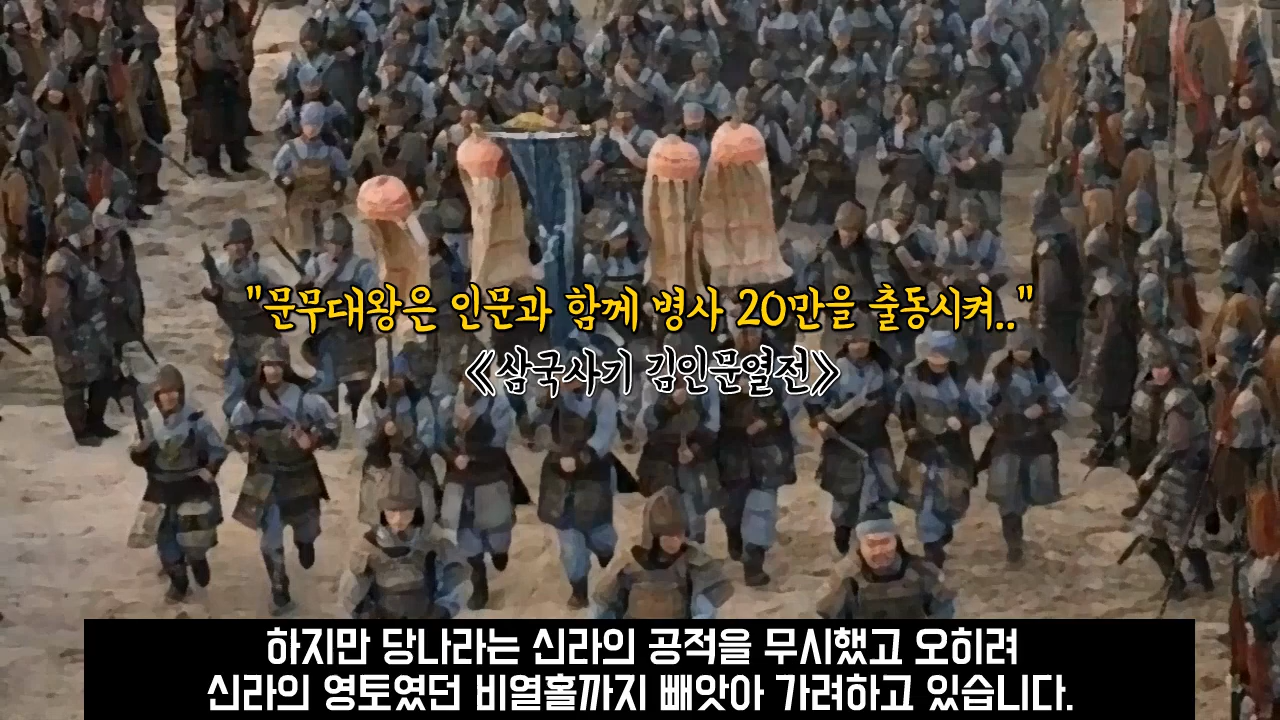 "문무대왕은 인문과 함께 병사 20만을 출동시켜.."
《삼국사기 김인문열전》
하지만 당나라는 신라의 공적을 무시했고 오히려
신라의 영토였던 비열홀까지 빼앗아 가려하고 있습니다.